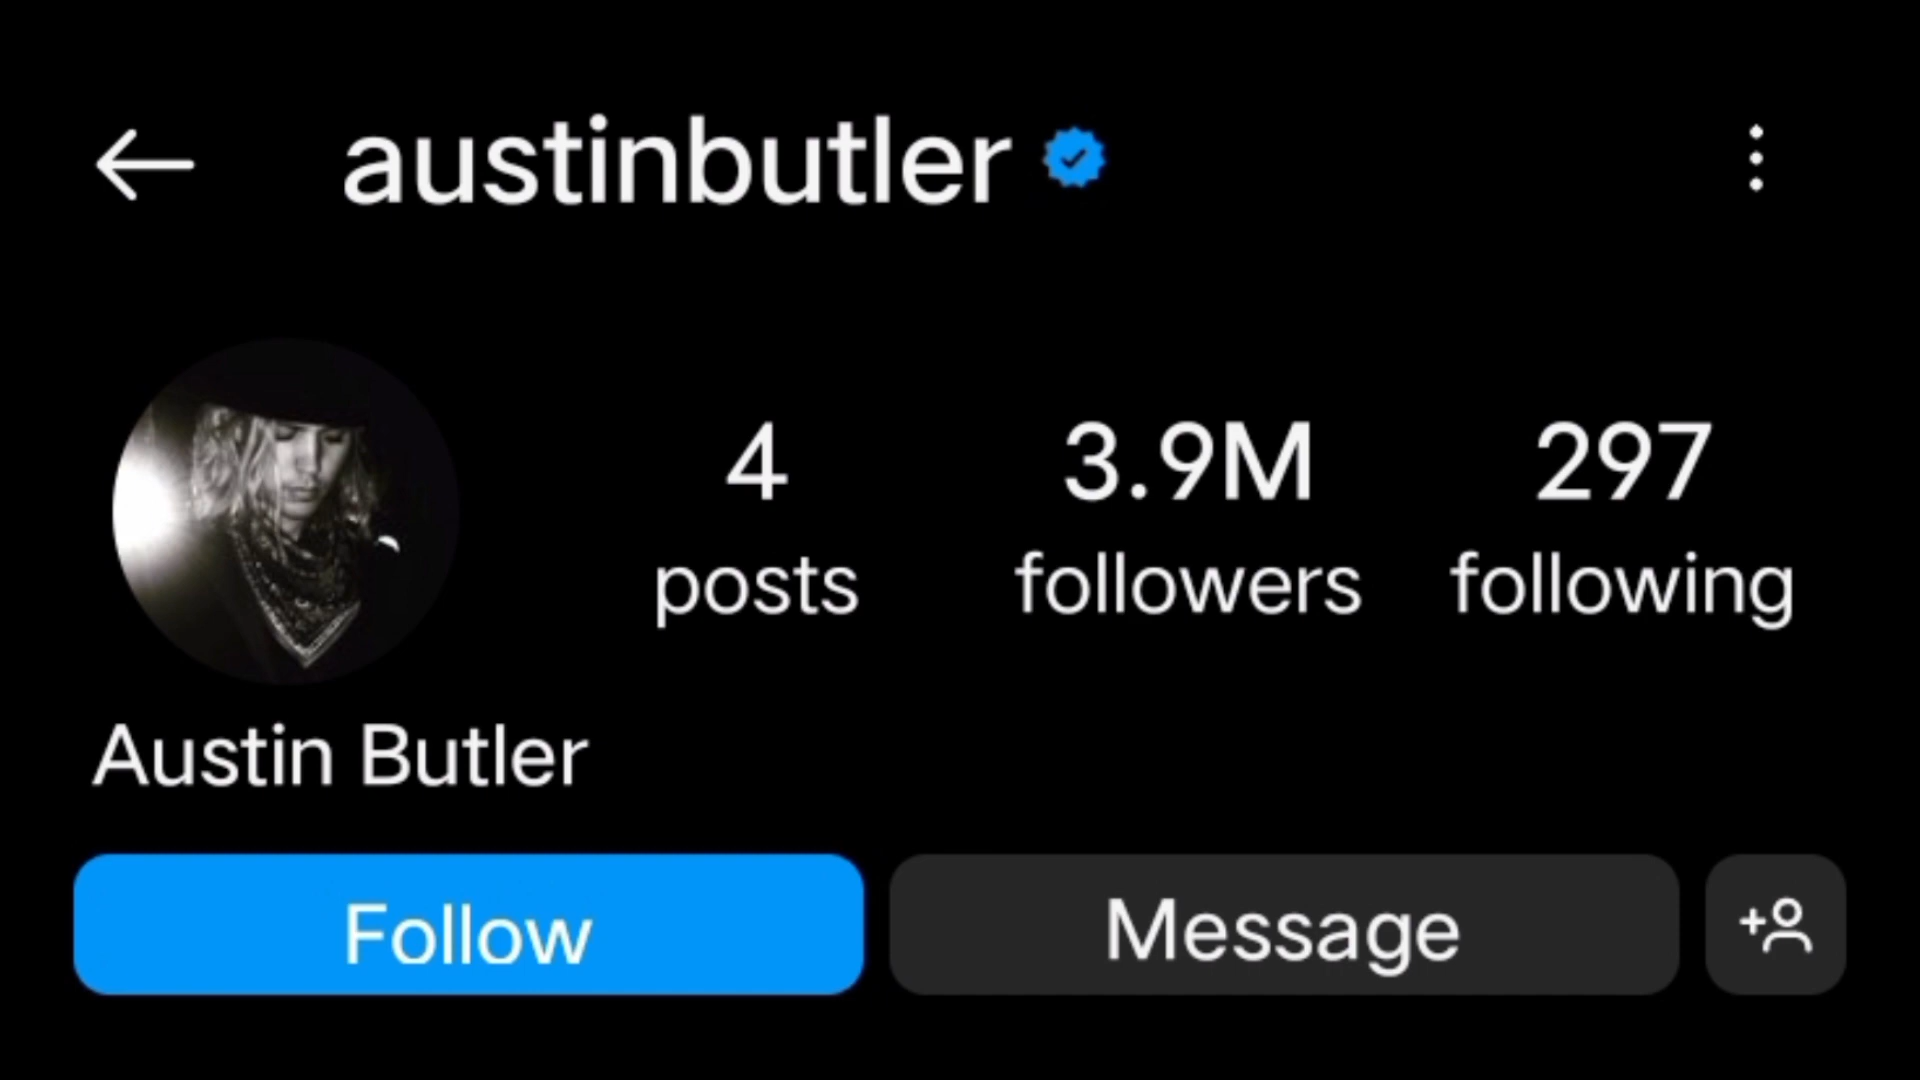 austinbutler
4 3.9M 297
posts followers following
Austin Butler
Follow Message